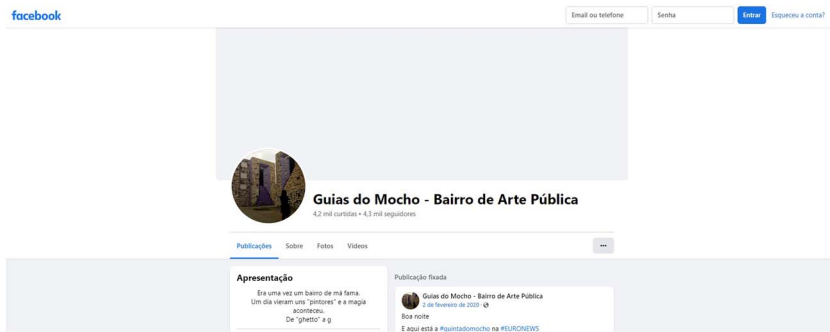 facebook
Email ou telefone
Senha
Entrar
Esqueceu a conta?
Guias do Mocho - Bairro de Arte Pública
4,2 mil curtidas • 4,3 mil seguidores
Publicações
Sobre
Fotos
Vídeos
Apresentação
Era uma vez um bairro de má fama.
Um dia vieram uns "pintores" e a magia
aconteceu.
De "ghetto" a g
Publicação fixada
Guias do Mocho - Bairro de Arte Pública
2 de fevereiro de 2020
Boa noite
E aqui está a #quintadomocho na #EURONEWS